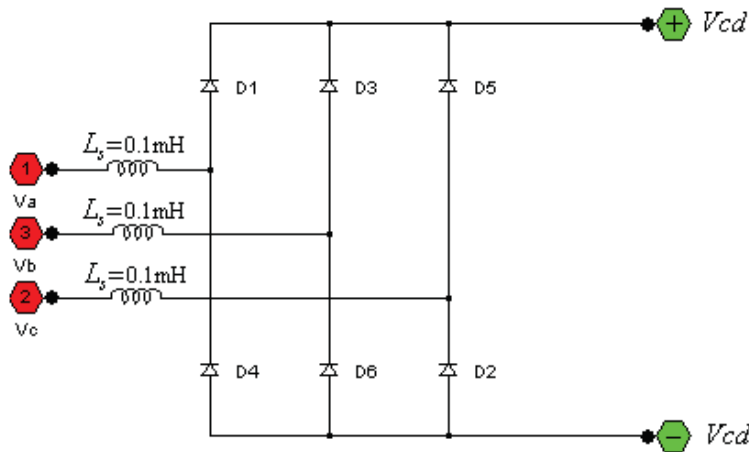 + Vcd
D1 D3 D5
Ls=0.1mH
1
Va
Ls=0.1mH
3
Vb
Ls=0.1mH
2
Vc
D4 D6 D2
− Vcd